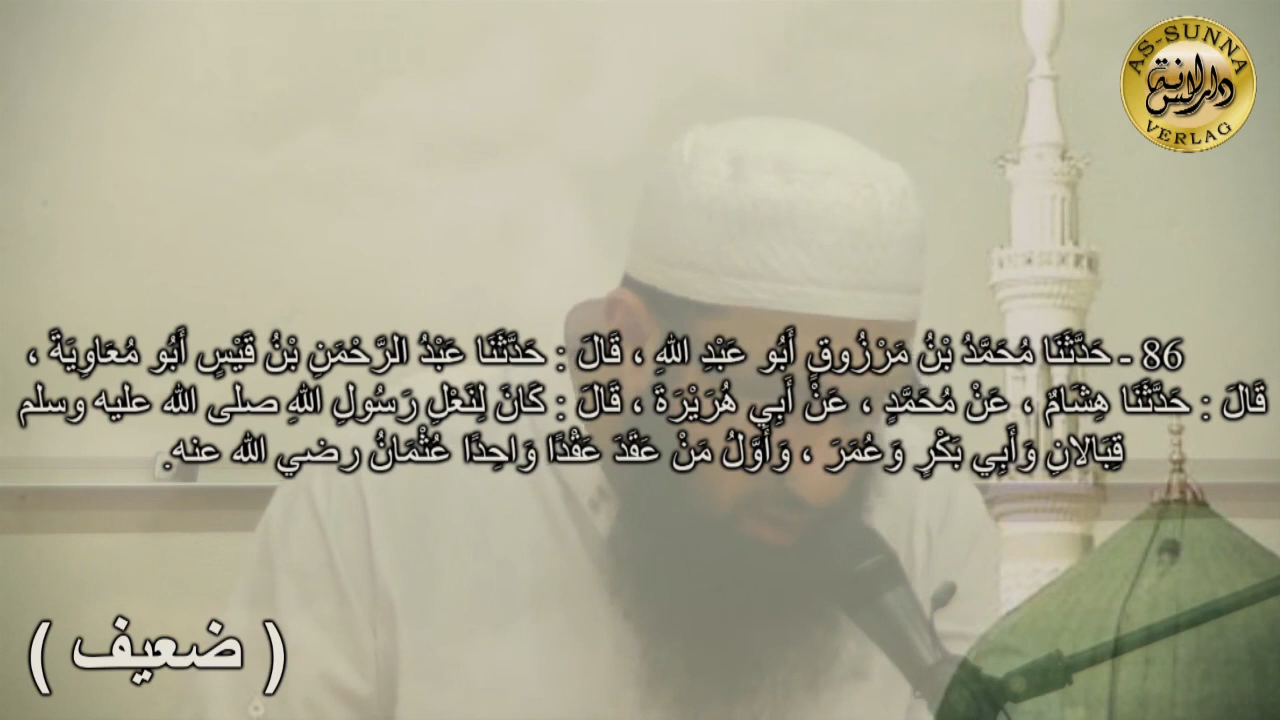 AS-SUNNA
دار السنة
VERLAG
86 - حَدَّثَنَا مُحَمَّدُ بْنُ مَرْزُوقٍ أَبُو عَبْدِ اللهِ ، قَالَ : حَدَّثَنَا عَبْدُ الرَّحْمَنِ بْنُ قَيْسٍ أَبُو مُعَاوِيَةَ ،
قَالَ : حَدَّثَنَا هِشَامٌ ، عَنْ مُحَمَّدٍ ، عَنْ أَبِي هُرَيْرَةَ ، قَالَ : كَانَ لِنَعْلِ رَسُولِ اللهِ صلى الله عليه وسلم
قِبَالانِ وَأَبِي بَكْرٍ وَعُمَرَ ، وَأَوَّلُ مَنْ عَقَدَ عَقْدًا وَاحِدًا عُثْمَانُ رضي الله عنه.
( ضعيف )